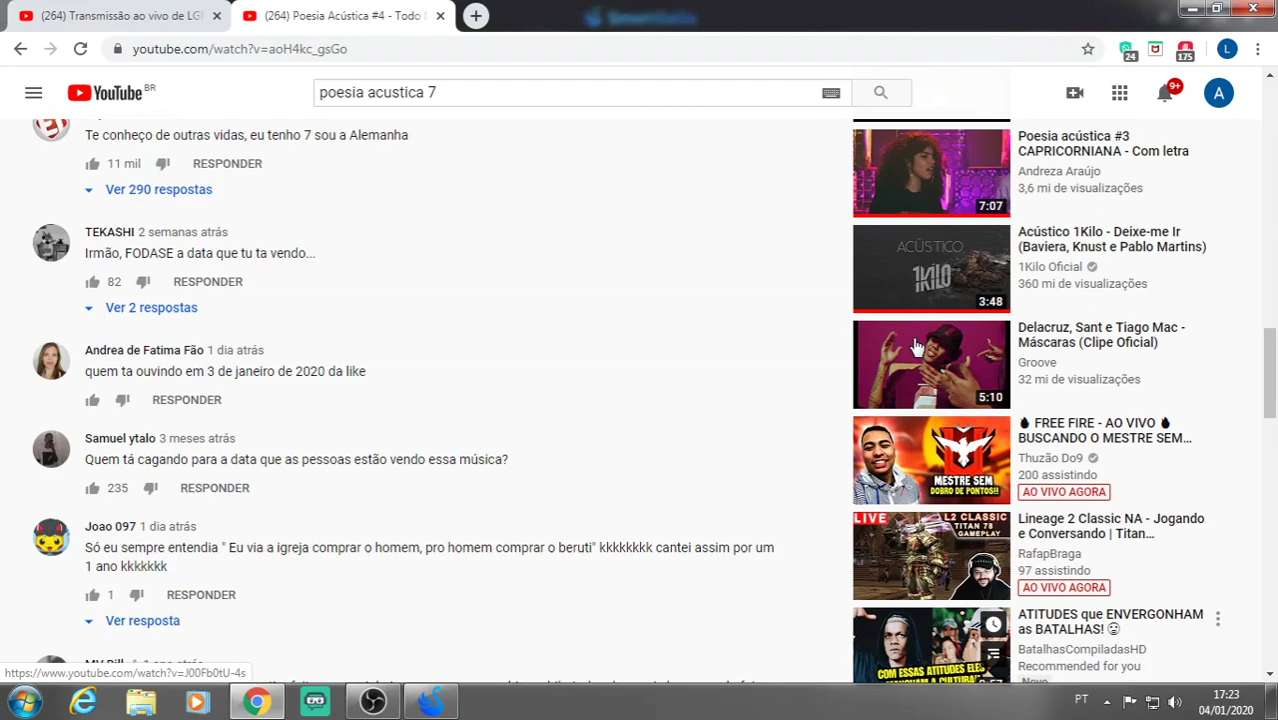 (264) Transmissão ao vivo de LGF
(264) Poesia Acústica #4 - Todo M
youtube.com/watch?v=aoH4kc_gsGo
24
175
L
YouTube BR
poesia acustica 7
9+
A
Te conheço de outras vidas, eu tenho 7 sou a Alemanha
11 mil RESPONDER
Ver 290 respostas
TEKASHI 2 semanas atrás
Irmão, FODASE a data que tu ta vendo...
82 RESPONDER
Ver 2 respostas
Andrea de Fatima Fão 1 dia atrás
quem ta ouvindo em 3 de janeiro de 2020 da like
RESPONDER
Samuel ytalo 3 meses atrás
Quem tá cagando para a data que as pessoas estão vendo essa música?
235 RESPONDER
Joao 097 1 dia atrás
Só eu sempre entendia " Eu via a igreja comprar o homem, pro homem comprar o beruti" kkkkkkkk cantei assim por um
1 ano kkkkkkk
1 RESPONDER
Ver resposta
Poesia acústica #3
CAPRICORNIANA - Com letra
Andreza Araújo
3,6 mi de visualizações
7:07
Acústico 1Kilo - Deixe-me Ir
(Baviera, Knust e Pablo Martins)
1Kilo Oficial
360 mi de visualizações
ACÚSTICO
1KILO
3:48
Delacruz, Sant e Tiago Mac -
Máscaras (Clipe Oficial)
Groove
32 mi de visualizações
5:10
FREE FIRE - AO VIVO
BUSCANDO O MESTRE SEM...
Thuzão Do9
200 assistindo
AO VIVO AGORA
MESTRE SEM
DOBRO DE PONTOS!!
Lineage 2 Classic NA - Jogando
e Conversando | Titan...
RafapBraga
97 assistindo
AO VIVO AGORA
LIVE L2 CLASSIC
TITAN 78
GAMEPLAY
ATITUDES que ENVERGONHAM
as BATALHAS!
BatalhasCompiladasHD
Recommended for you
COM ESSAS ATITUDES ELES
https://www.youtube.com/watch?v=J00Fb0tU-4s
PT
17:23
04/01/2020